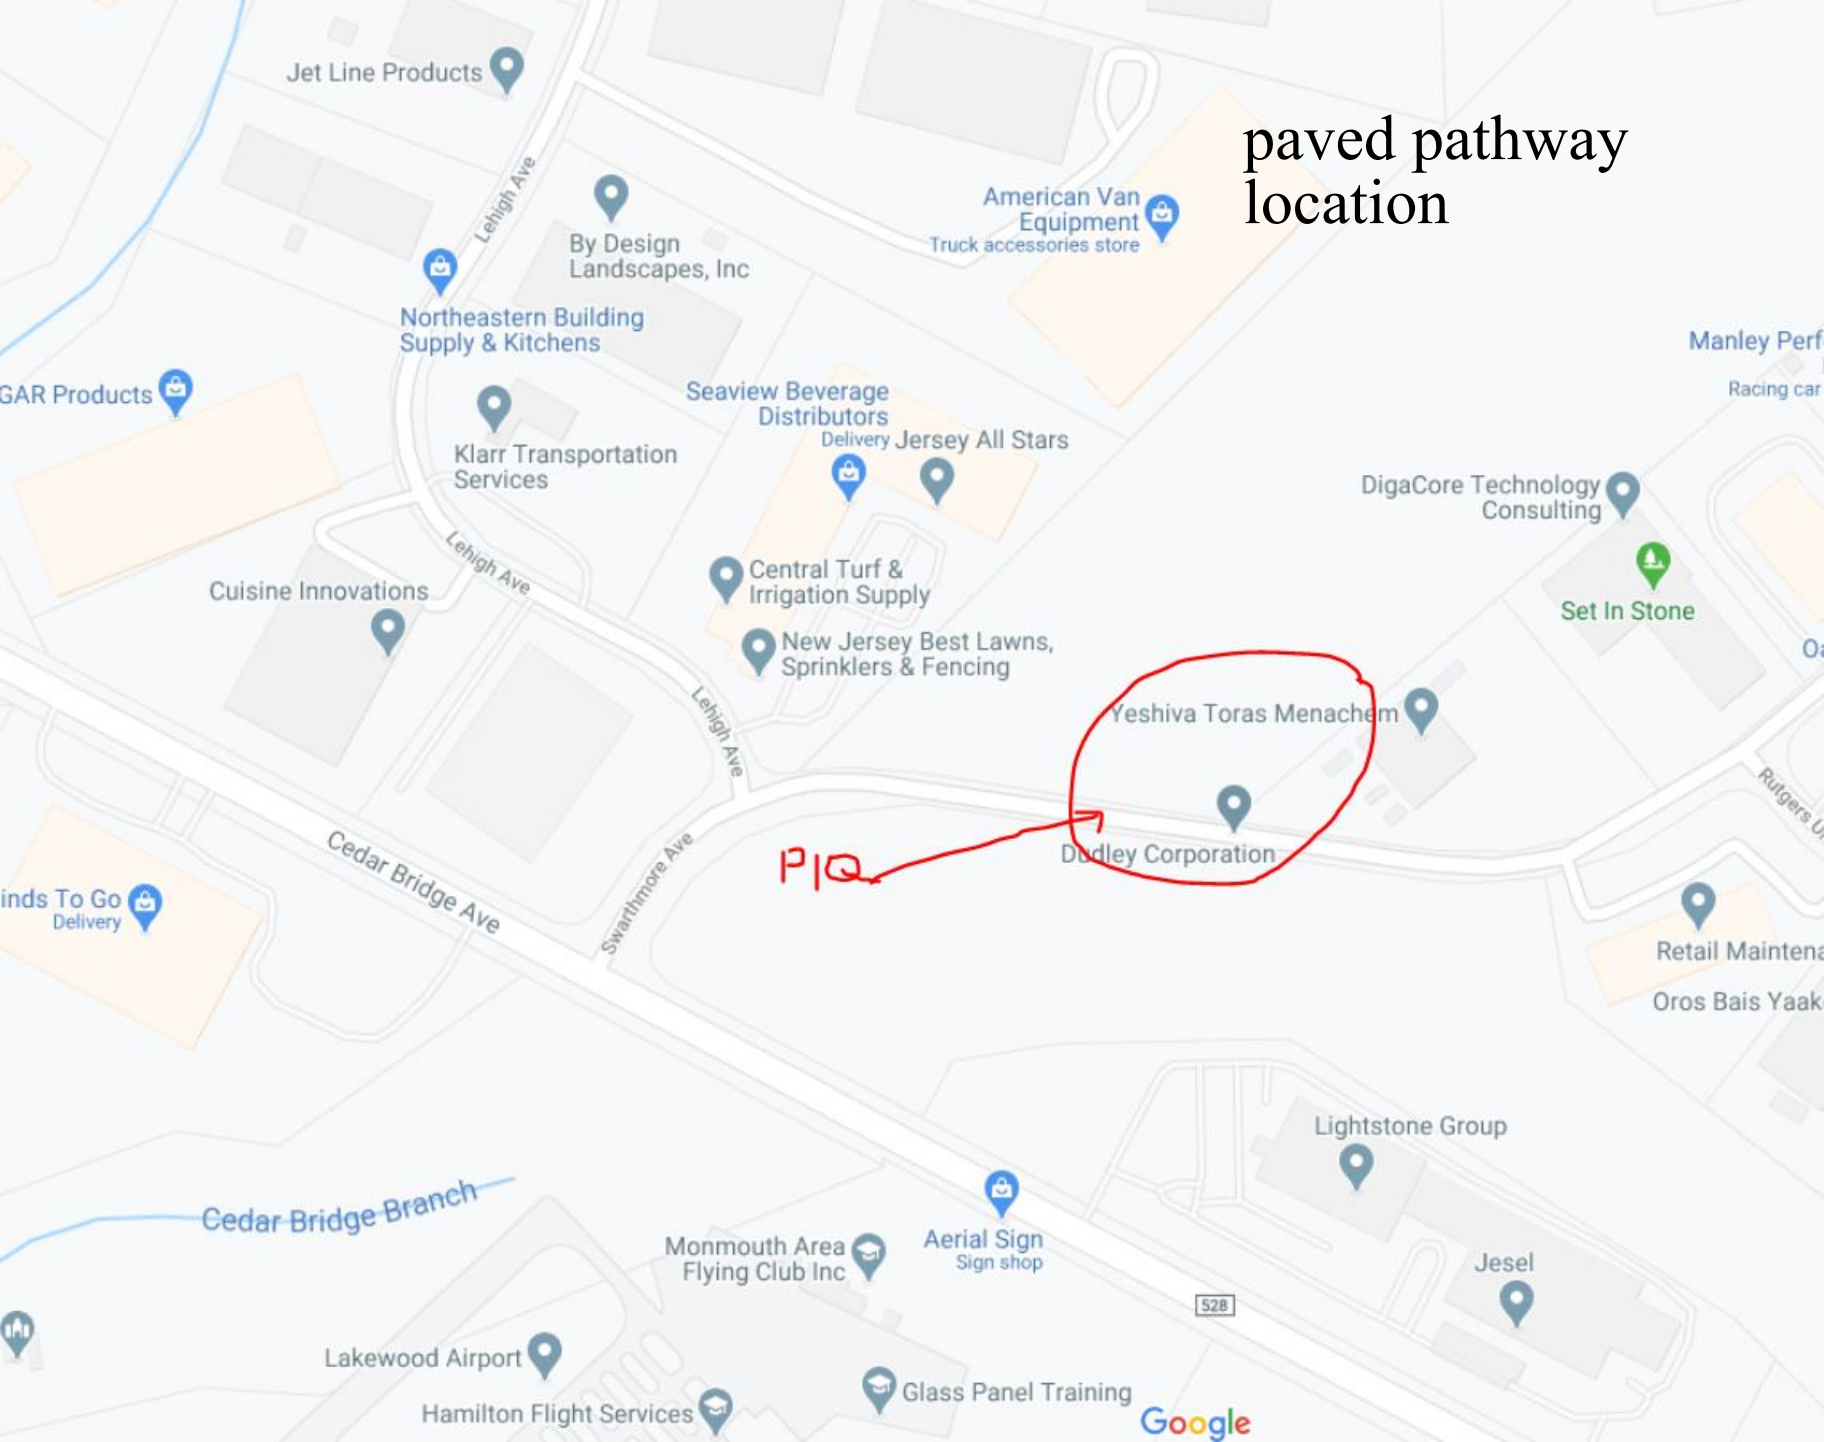 Jet Line Products
paved pathway
location
Lehigh Ave
American Van
Equipment
Truck accessories store
By Design
Landscapes, Inc
Northeastern Building
Supply & Kitchens
Manley Perf
Racing car
GAR Products
Seaview Beverage
Distributors
Delivery
Jersey All Stars
Klarr Transportation
Services
DigaCore Technology
Consulting
Lehigh Ave
Central Turf &
Irrigation Supply
Cuisine Innovations
Set In Stone
New Jersey Best Lawns,
Sprinklers & Fencing
Lehigh Ave
Yeshiva Toras Menachem
Rutgers U
PIQ
Dudley Corporation
Cedar Bridge Ave
Swarthmore Ave
inds To Go
Delivery
Retail Maintena
Oros Bais Yaak
Lightstone Group
Cedar Bridge Branch
Monmouth Area
Flying Club Inc
Aerial Sign
Sign shop
Jesel
528
Lakewood Airport
Glass Panel Training
Hamilton Flight Services
Google